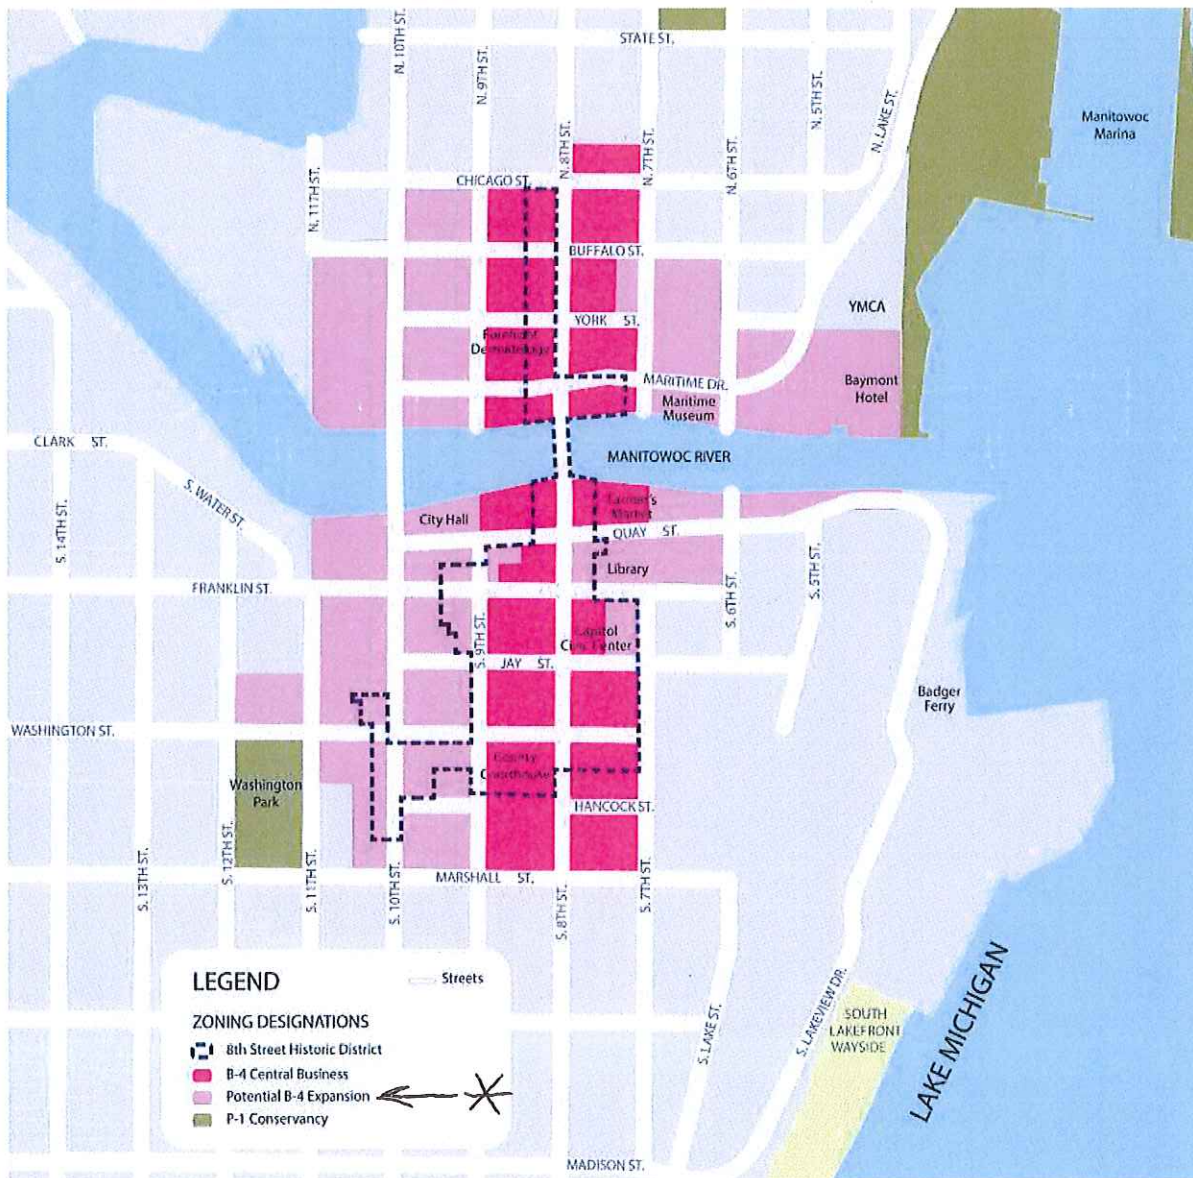 STATE ST.
N. 10TH ST.
N. 9TH ST.
N. 8TH ST.
N. 7TH ST.
N. 6TH ST.
N. 5TH ST.
N. LAKE ST.
Manitowoc
Marina
N. 11TH ST.
CHICAGO ST.
BUFFALO ST.
YMCA
YORK ST.
Forefront
Dermatology
MARITIME DR.
Maritime
Museum
Baymont
Hotel
CLARK ST.
MANITOWOC RIVER
S. WATER ST.
City Hall
Farmer's
Market
QUAY ST.
S. 14TH ST.
Library
FRANKLIN ST.
S. 6TH ST.
S. 5TH ST.
S. 9TH ST.
Capitol
Civic Center
JAY ST.
Badger
Ferry
WASHINGTON ST.
County
Courthouse
Washington
Park
HANCOCK ST.
MARSHALL ST.
S. 13TH ST.
S. 12TH ST.
S. 11TH ST.
S. 10TH ST.
S. 8TH ST.
S. 7TH ST.
LEGEND
Streets
ZONING DESIGNATIONS
8th Street Historic District
B-4 Central Business
Potential B-4 Expansion
P-1 Conservancy
S. LAKE ST.
S. LAKEVIEW DR.
SOUTH
LAKEFRONT
WAYSIDE
LAKE MICHIGAN
MADISON ST.